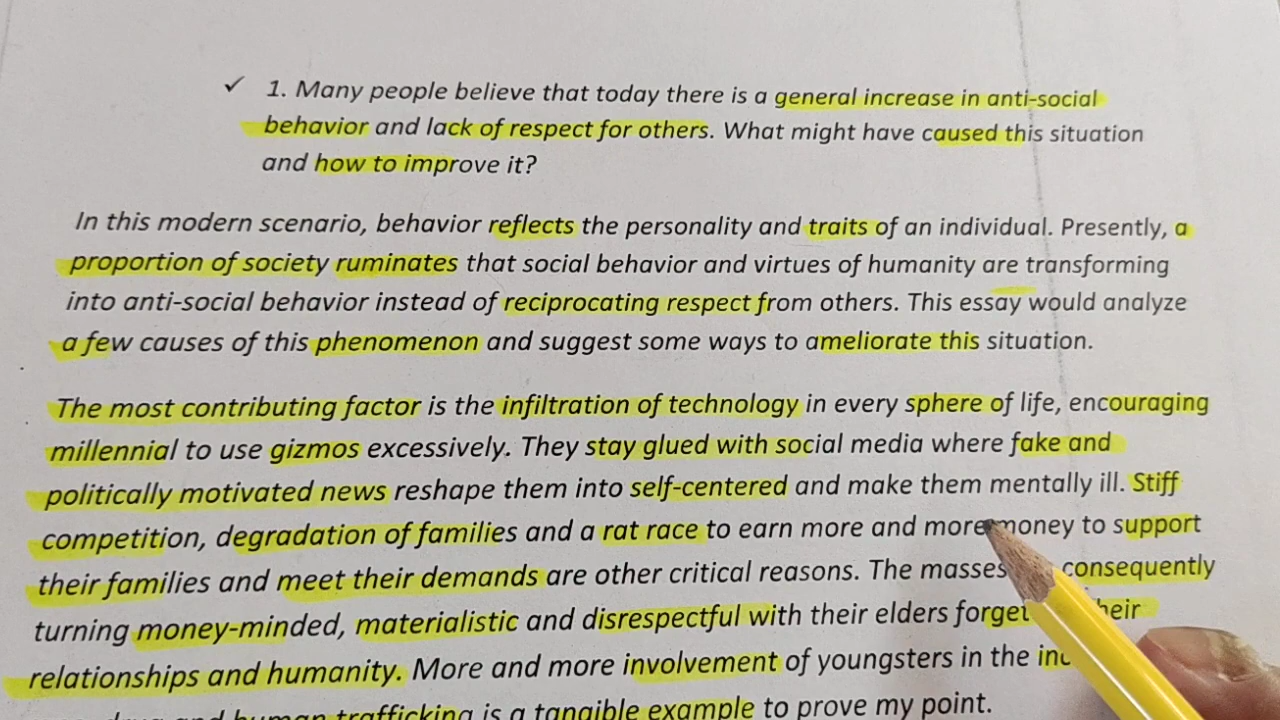 ✓ 1. Many people believe that today there is a general increase in anti-social
behavior and lack of respect for others. What might have caused this situation
and how to improve it?
In this modern scenario, behavior reflects the personality and traits of an individual. Presently, a
proportion of society ruminates that social behavior and virtues of humanity are transforming
into anti-social behavior instead of reciprocating respect from others. This essay would analyze
a few causes of this phenomenon and suggest some ways to ameliorate this situation.
The most contributing factor is the infiltration of technology in every sphere of life, encouraging
millennial to use gizmos excessively. They stay glued with social media where fake and
politically motivated news reshape them into self-centered and make them mentally ill. Stiff
competition, degradation of families and a rat race to earn more and more money to support
their families and meet their demands are other critical reasons. The masses consequently
turning money-minded, materialistic and disrespectful with their elders forget their
relationships and humanity. More and more involvement of youngsters in the
and human trafficking is a tangible example to prove my point.